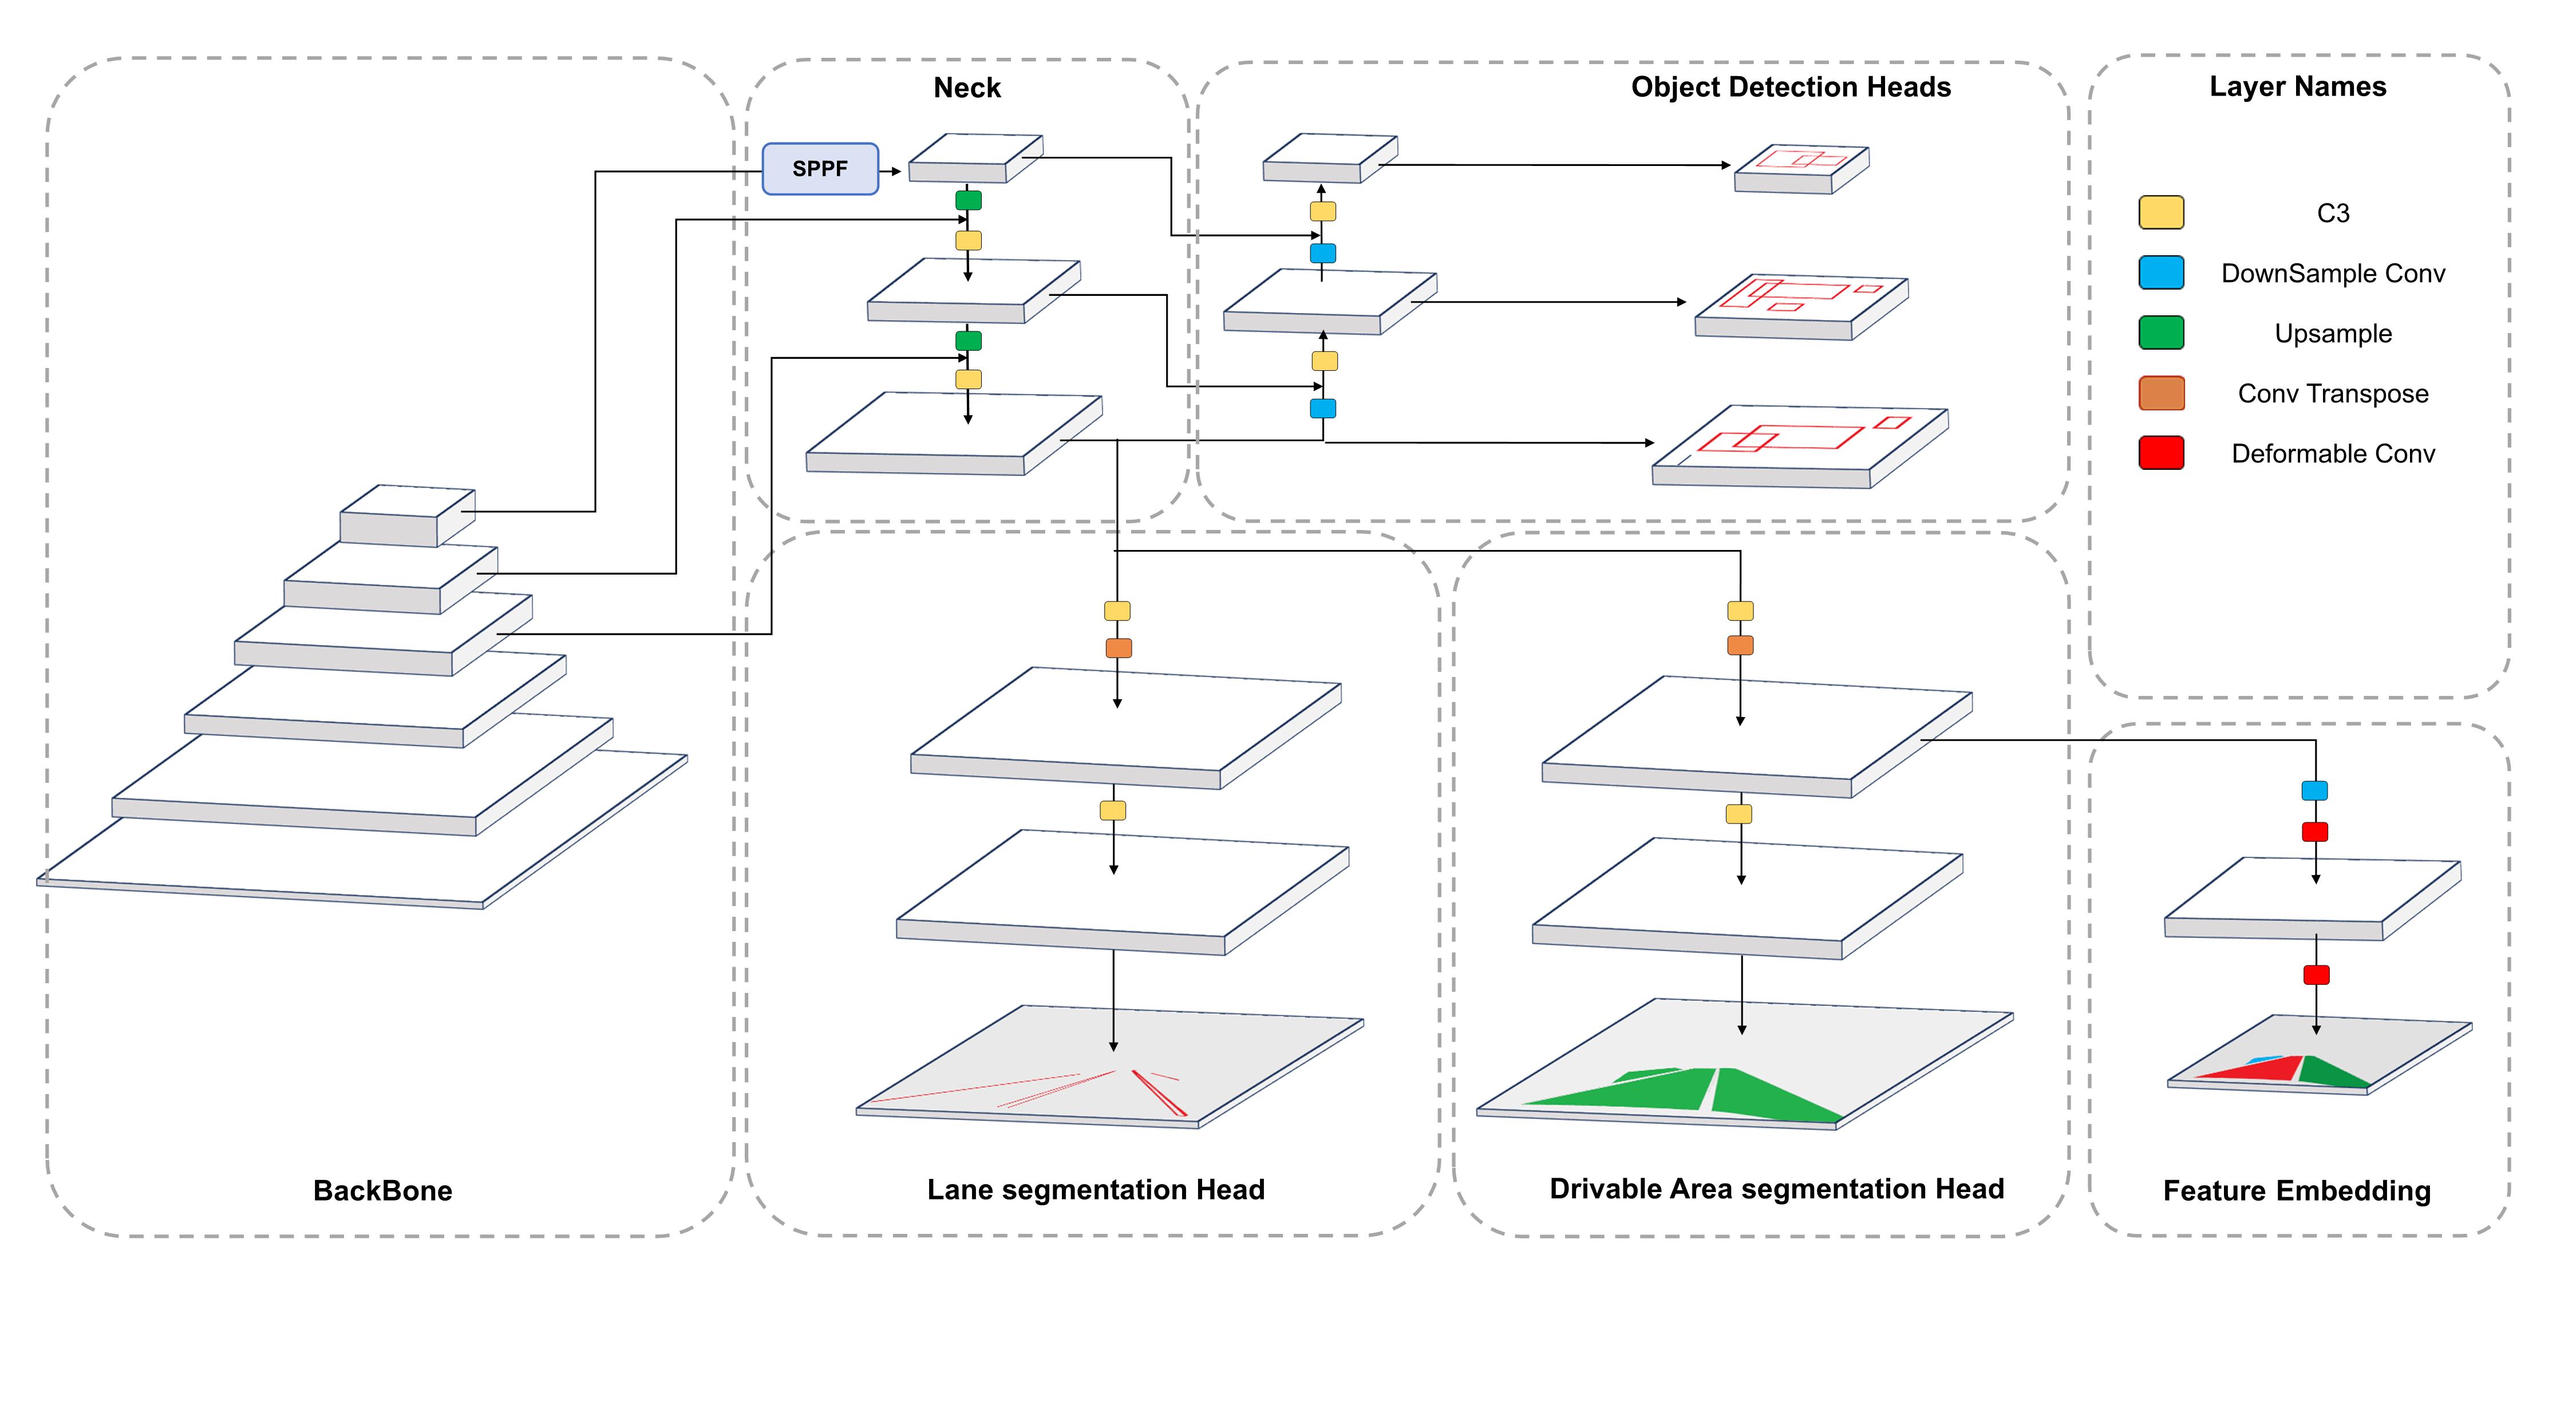 Neck
Object Detection Heads
Layer Names
SPPF
C3
DownSample Conv
Upsample
Conv Transpose
Deformable Conv
BackBone
Lane segmentation Head
Drivable Area segmentation Head
Feature Embedding